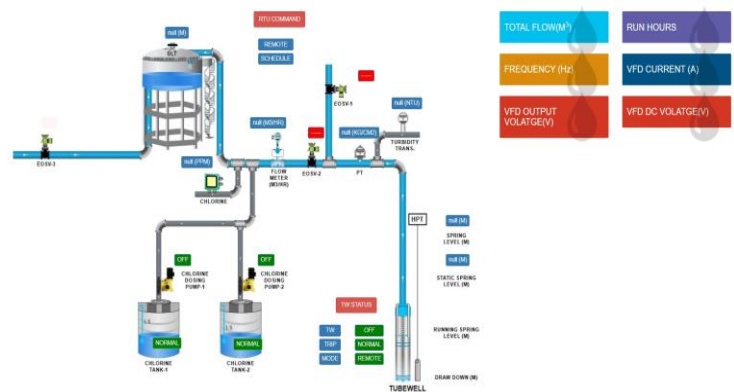 RTU COMMAND
null (M)
GLT
REMOTE
SCHEDULE
TOTAL FLOW(M³)
RUN HOURS
FREQUENCY (Hz)
VFD CURRENT (A)
VFD OUTPUT
VOLATGE(V)
VFD DC VOLATGE(V)
EOSV-1
null (NTU)
TURBIDITY
TRANS.
null (M3/HR)
null (KG/CM2)
EOSV-3
null (PPM)
CHLORINE
FLOW
METER
(M3/HR)
EOSV-2
PT
HPT
null (M)
SPRING
LEVEL (M)
null (M)
STATIC SPRING
LEVEL (M)
OFF
CHLORINE
DOSING
PUMP-1
OFF
CHLORINE
DOSING
PUMP-2
LS
NORMAL
CHLORINE
TANK-1
LS
NORMAL
CHLORINE
TANK-2
TW STATUS
TW
OFF
TRIP
NORMAL
MODE
REMOTE
RUNNING SPRING
LEVEL (M)
DRAW DOWN (M)
TUBEWELL